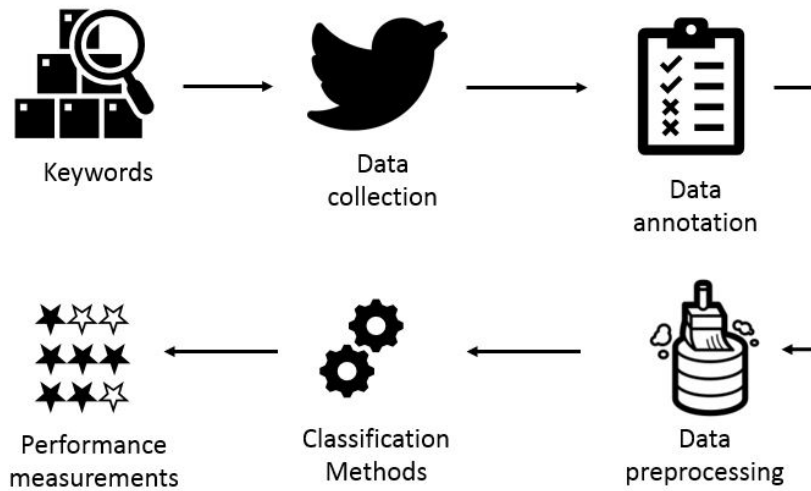 Keywords
Data
collection
Data
annotation
Performance
measurements
Classification
Methods
Data
preprocessing